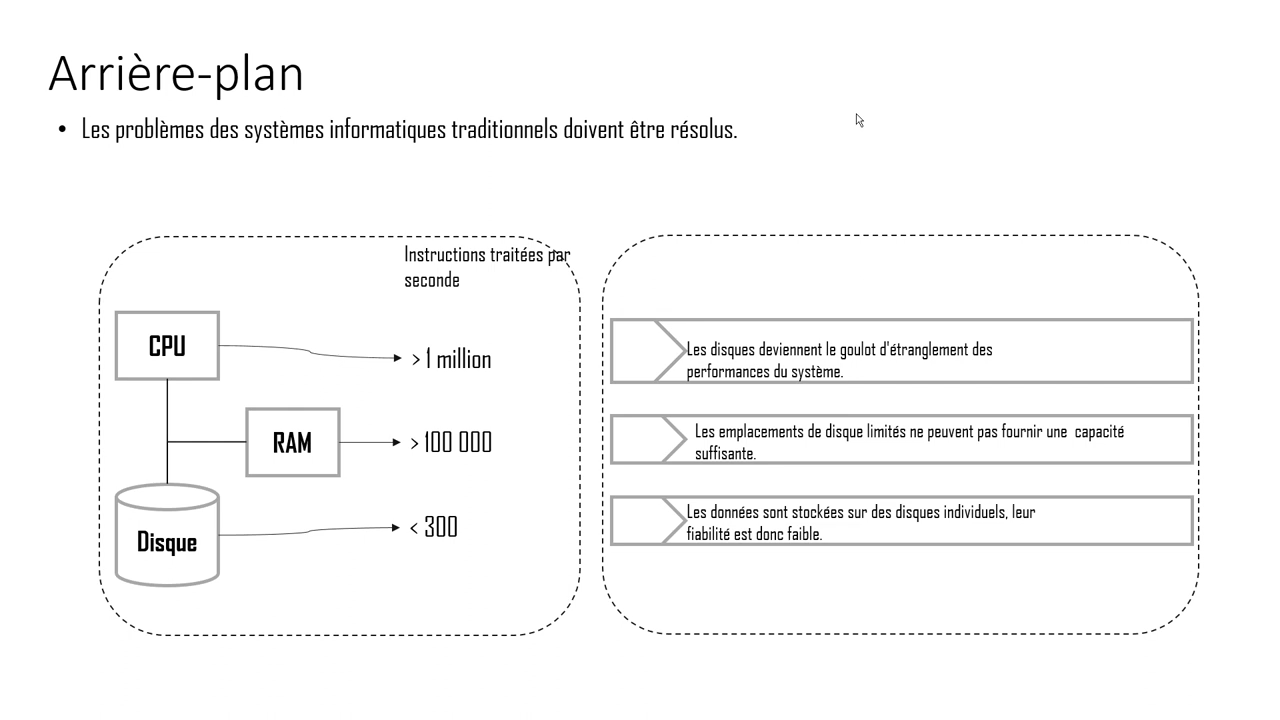 Arrière-plan
• Les problèmes des systèmes informatiques traditionnels doivent être résolus.
Instructions traitées par
seconde
CPU
> 1 million
RAM
> 100 000
Disque
< 300
Les disques deviennent le goulot d'étranglement des
performances du système.
Les emplacements de disque limités ne peuvent pas fournir une  capacité
suffisante.
Les données sont stockées sur des disques individuels, leur
fiabilité est donc faible.